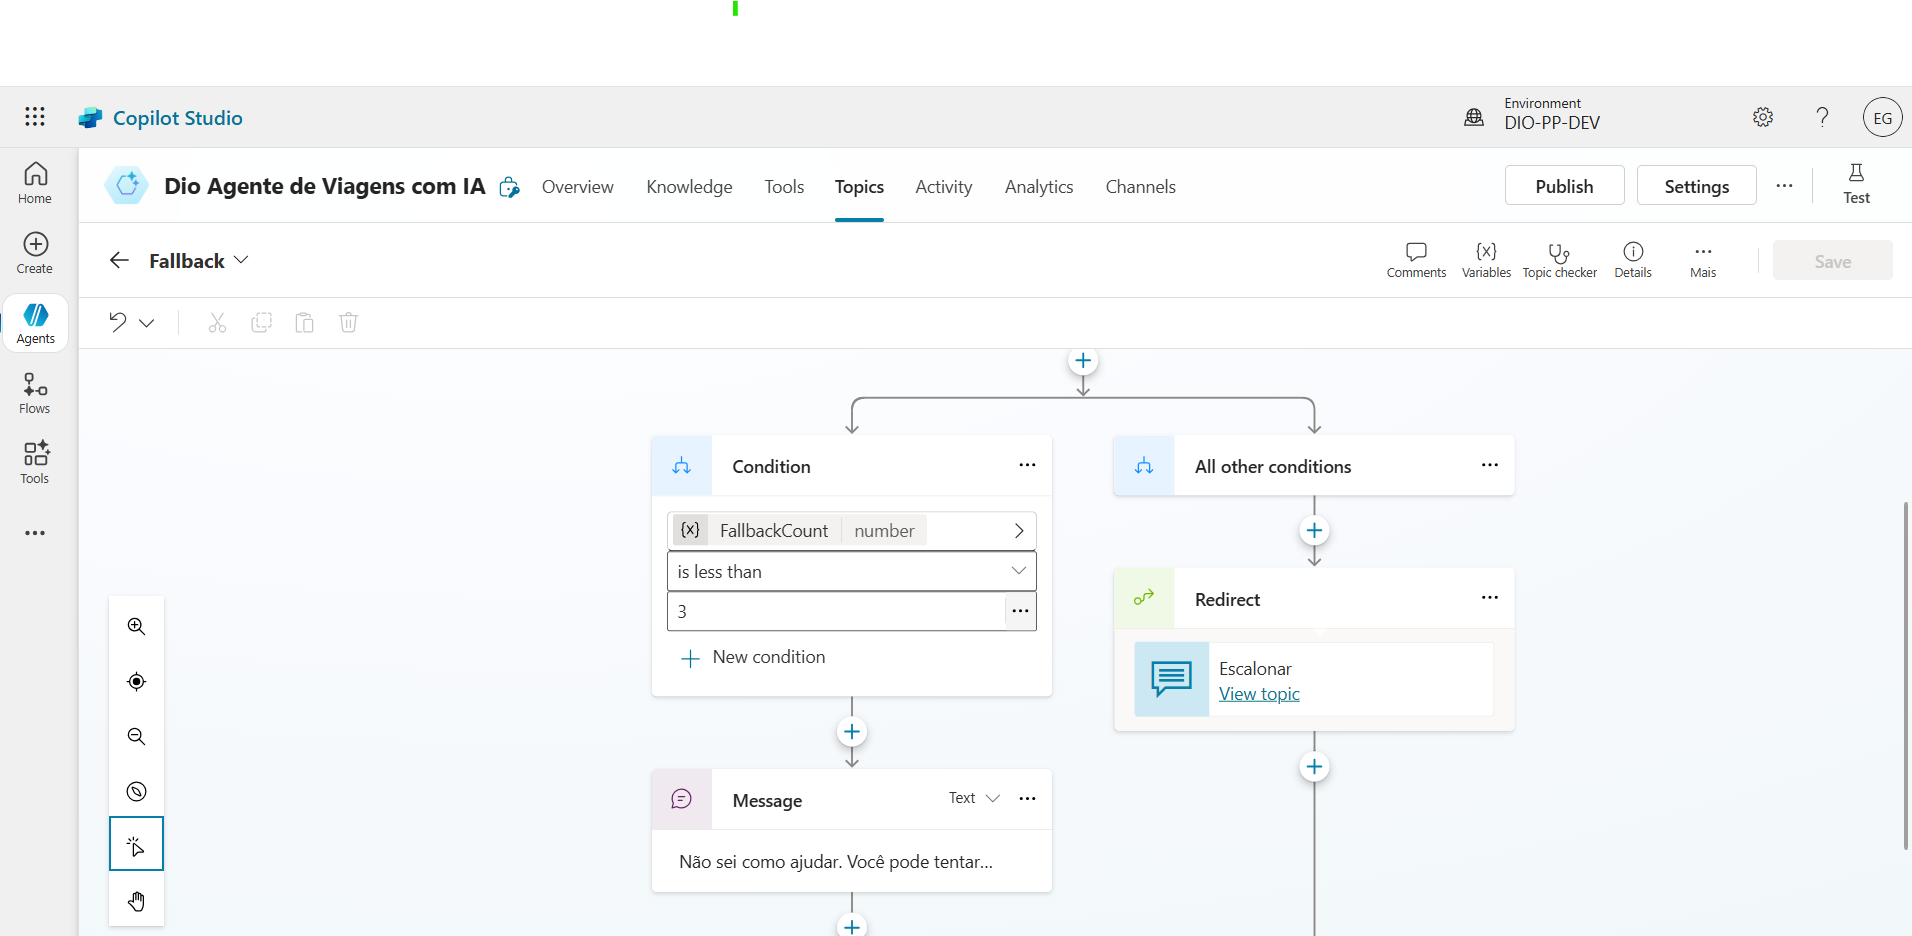 Copilot Studio
Environment
DIO-PP-DEV
?
EG
Home
Create
Agents
Flows
Tools
Dio Agente de Viagens com IA
Overview
Knowledge
Tools
Topics
Activity
Analytics
Channels
Publish
Settings
Test
Fallback
Comments
{x}
Variables
Topic checker
Details
Mais
Save
Condition
{x} FallbackCount number
is less than
3
New condition
Message
Text
Não sei como ajudar. Você pode tentar...
All other conditions
Redirect
Escalonar
View topic